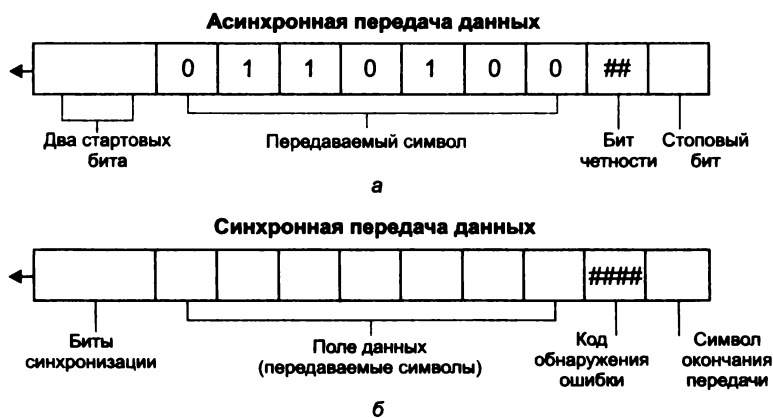 Асинхронная передача данных
0 1 1 0 1 0 0 ##
Два стартовых бита
Передаваемый символ
Бит четности
Стоповый бит
а
Синхронная передача данных
####
Биты синхронизации
Поле данных
(передаваемые символы)
Код обнаружения ошибки
Символ окончания передачи
б